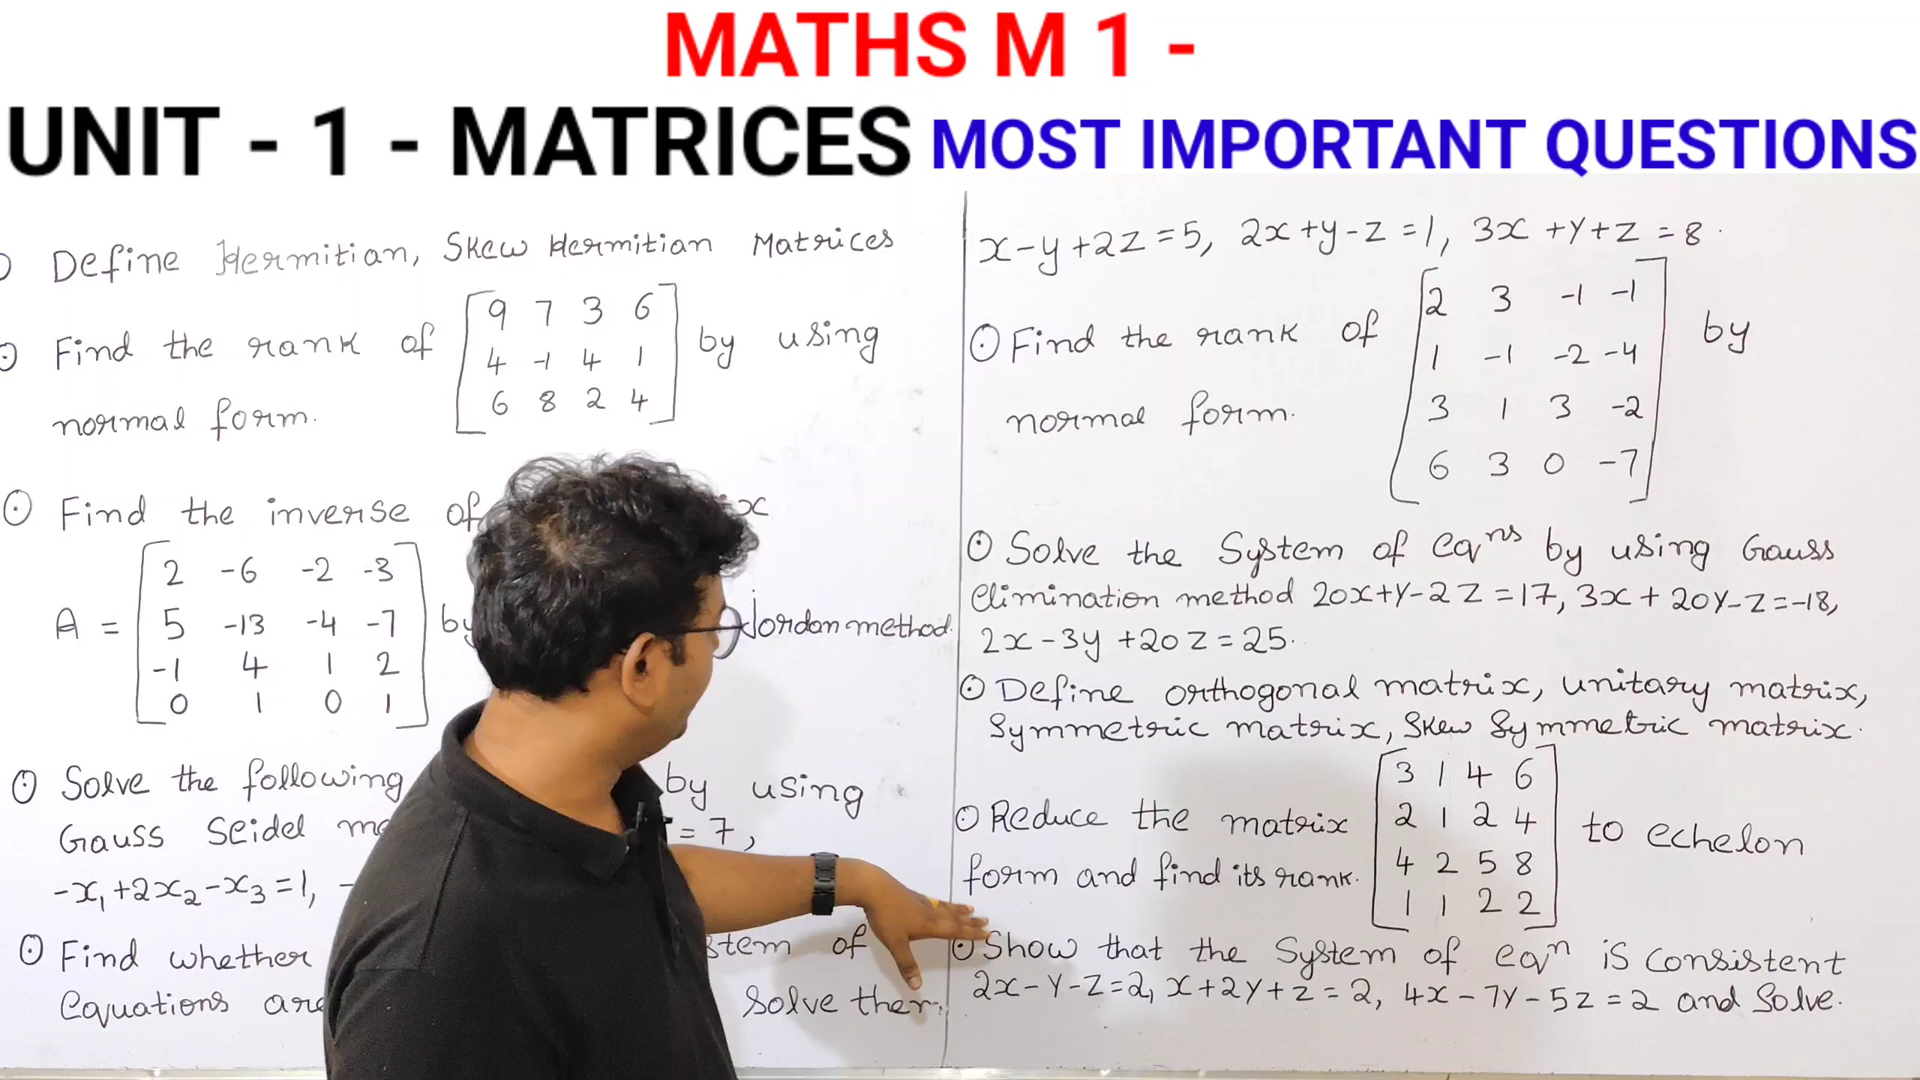 MATHS M 1 -
UNIT - 1 - MATRICES MOST IMPORTANT QUESTIONS
Define Hermitian, Skew Hermitian Matrices
⊙ Find the rank of [9 7 3 6
4 -1 4 1
6 8 2 4] by using
normal form.
⊙ Find the inverse of
A = [2 -6 -2 -3
5 -13 -4 -7
-1 4 1 2
0 1 0 1] by Jordan method.
⊙ Solve the following by using
Gauss Seidel = 7,
-x₁+2x₂-x₃=1, -
⊙ Find whether of
equations are solve them.
x-y+2z=5, 2x+y-z=1, 3x+y+z=8.
⊙ Find the rank of [2 3 -1 -1
1 -1 -2 -4
3 1 3 -2
6 3 0 -7] by
normal form.
⊙ Solve the System of eqⁿˢ by using Gauss
elimination method 20x+y-2z=17, 3x+20y-z=-18,
2x-3y+20z=25.
⊙ Define orthogonal matrix, unitary matrix,
Symmetric matrix, Skew Symmetric matrix.
⊙ Reduce the matrix [3 1 4 6
2 1 2 4
4 2 5 8
1 1 2 2] to echelon
form and find its rank.
⊙ Show that the System of eqⁿ is consistent
2x-y-z=2, x+2y+z=2, 4x-7y-5z=2 and solve.